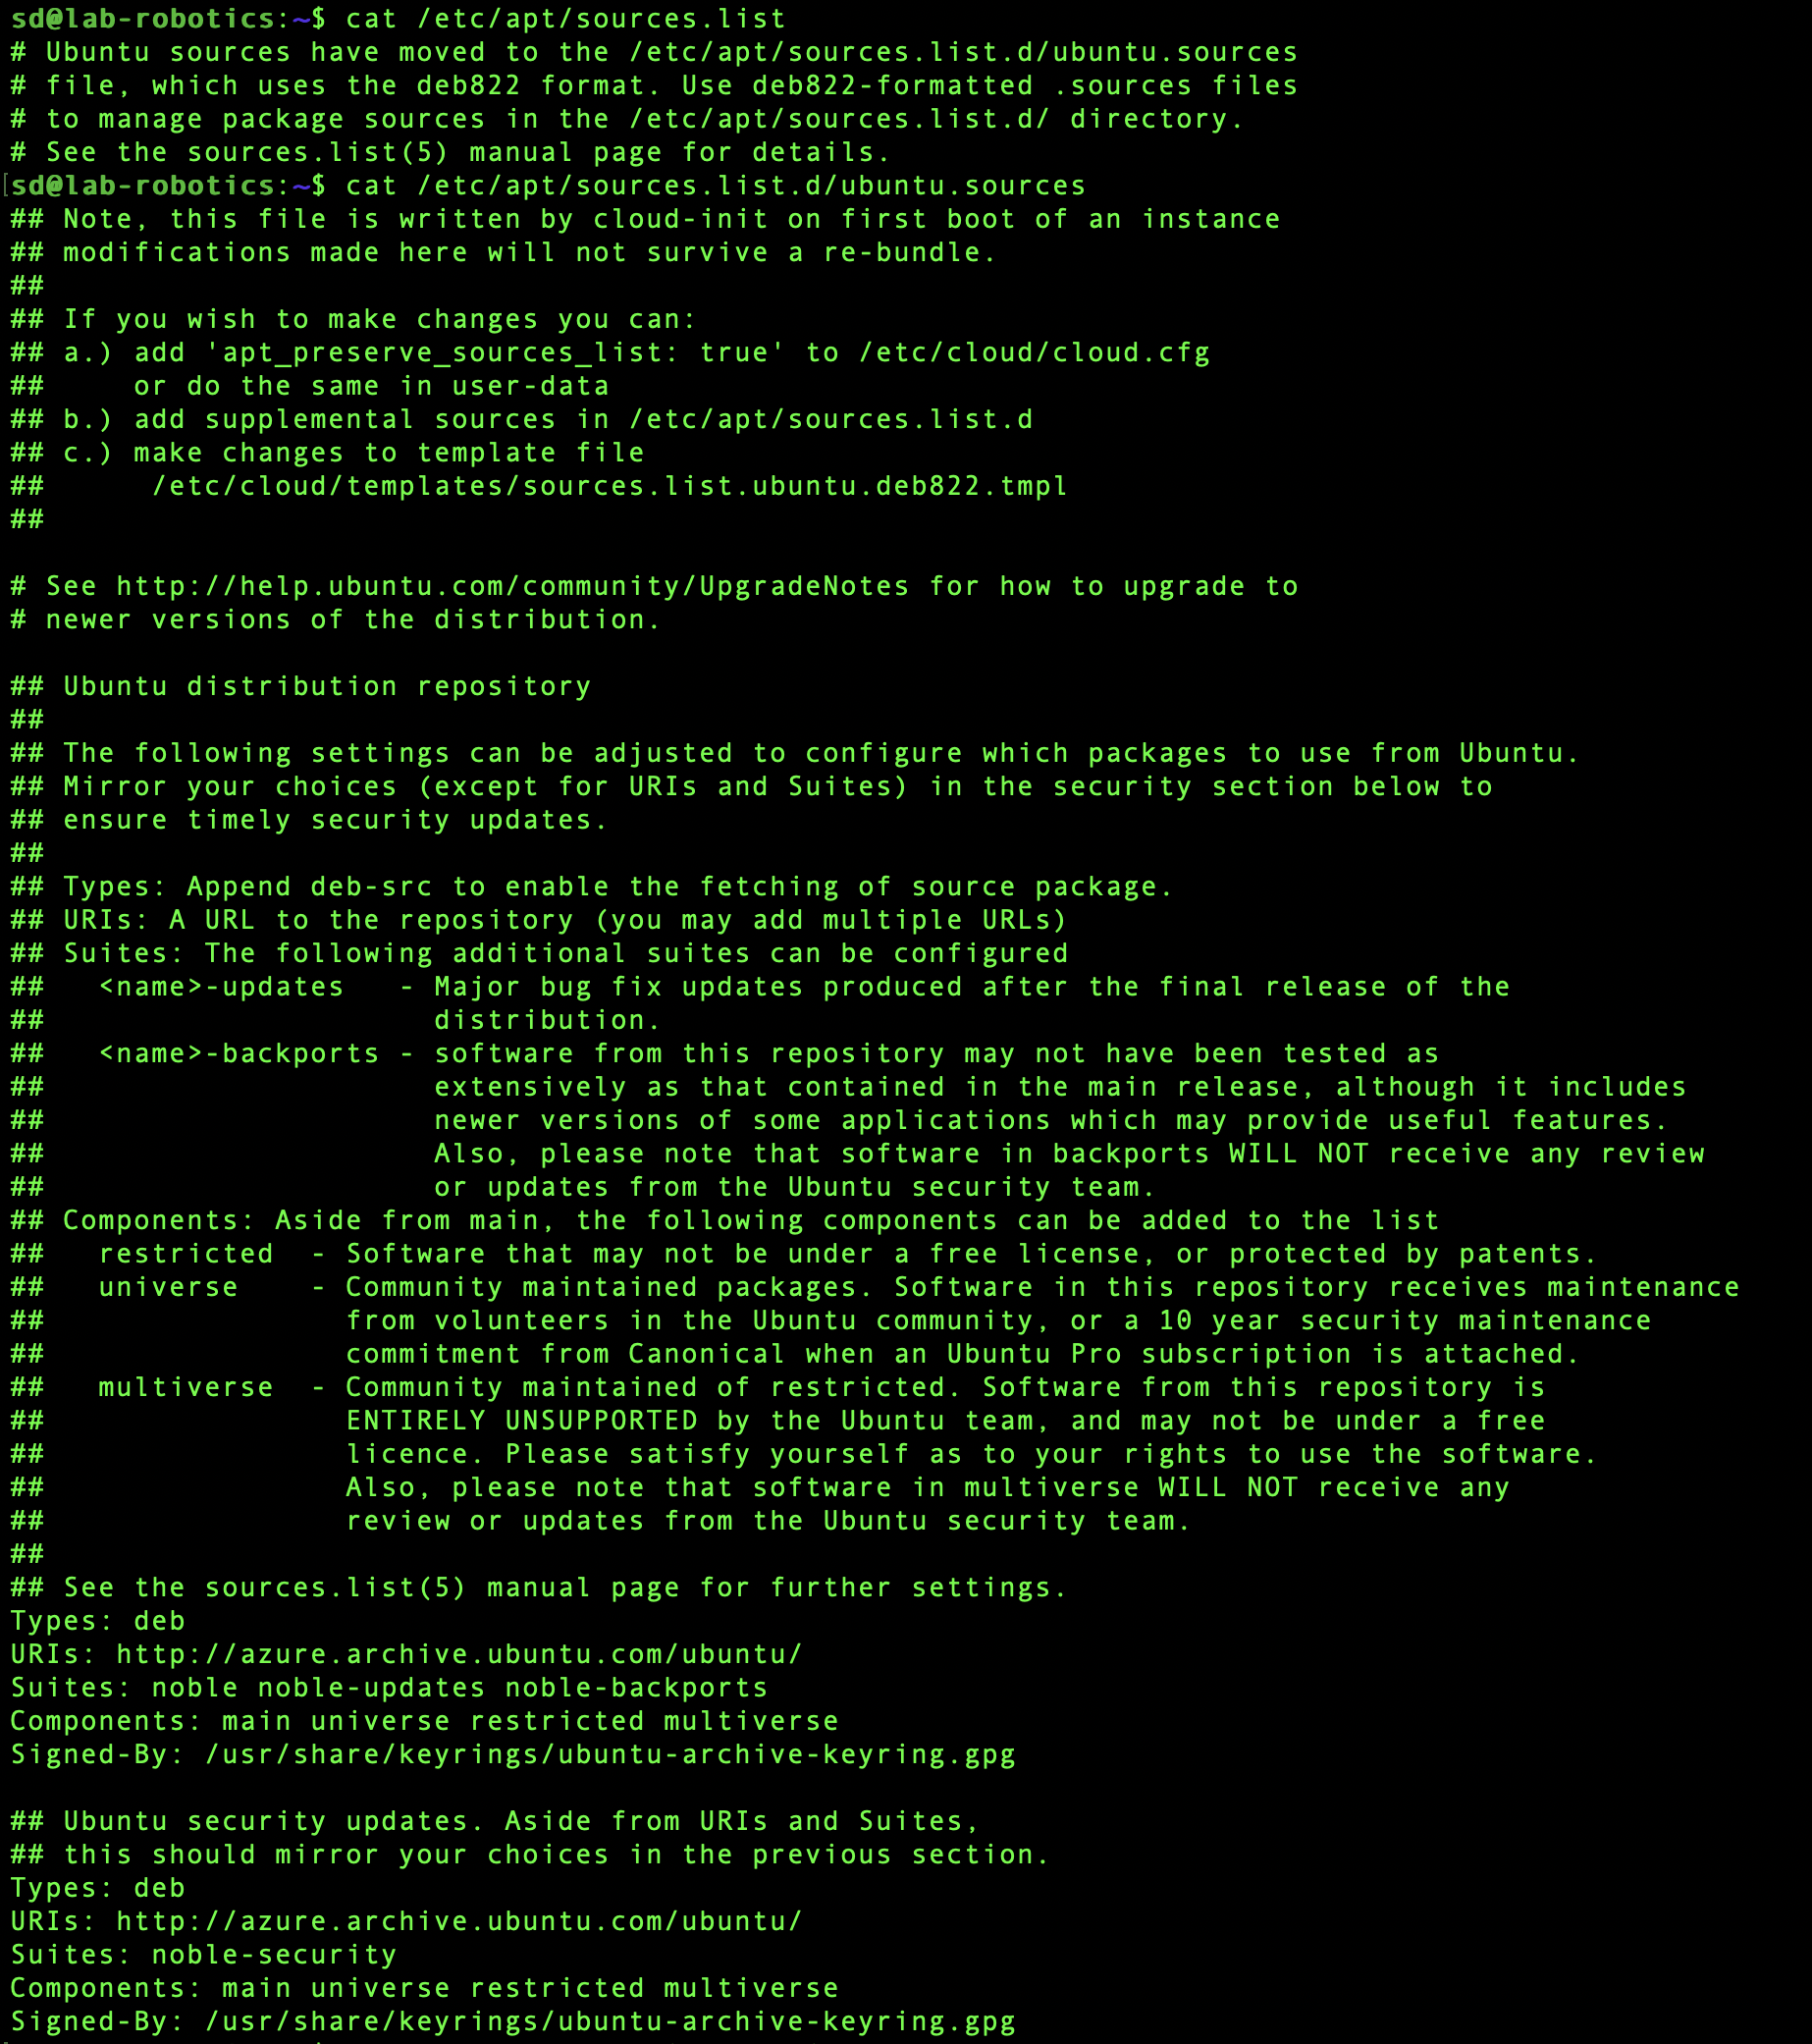 sd@lab-robotics:~$ cat /etc/apt/sources.list
# Ubuntu sources have moved to the /etc/apt/sources.list.d/ubuntu.sources
# file, which uses the deb822 format. Use deb822-formatted .sources files
# to manage package sources in the /etc/apt/sources.list.d/ directory.
# See the sources.list(5) manual page for details.
[sd@lab-robotics:~$ cat /etc/apt/sources.list.d/ubuntu.sources
## Note, this file is written by cloud-init on first boot of an instance
## modifications made here will not survive a re-bundle.
##
## If you wish to make changes you can:
## a.) add 'apt_preserve_sources_list: true' to /etc/cloud/cloud.cfg
##     or do the same in user-data
## b.) add supplemental sources in /etc/apt/sources.list.d
## c.) make changes to template file
##      /etc/cloud/templates/sources.list.ubuntu.deb822.tmpl
##

# See http://help.ubuntu.com/community/UpgradeNotes for how to upgrade to
# newer versions of the distribution.

## Ubuntu distribution repository
##
## The following settings can be adjusted to configure which packages to use from Ubuntu.
## Mirror your choices (except for URIs and Suites) in the security section below to
## ensure timely security updates.
##
## Types: Append deb-src to enable the fetching of source package.
## URIs: A URL to the repository (you may add multiple URLs)
## Suites: The following additional suites can be configured
##   <name>-updates   - Major bug fix updates produced after the final release of the
##                      distribution.
##   <name>-backports - software from this repository may not have been tested as
##                      extensively as that contained in the main release, although it includes
##                      newer versions of some applications which may provide useful features.
##                      Also, please note that software in backports WILL NOT receive any review
##                      or updates from the Ubuntu security team.
## Components: Aside from main, the following components can be added to the list
##   restricted  - Software that may not be under a free license, or protected by patents.
##   universe    - Community maintained packages. Software in this repository receives maintenance
##                 from volunteers in the Ubuntu community, or a 10 year security maintenance
##                 commitment from Canonical when an Ubuntu Pro subscription is attached.
##   multiverse  - Community maintained of restricted. Software from this repository is
##                 ENTIRELY UNSUPPORTED by the Ubuntu team, and may not be under a free
##                 licence. Please satisfy yourself as to your rights to use the software.
##                 Also, please note that software in multiverse WILL NOT receive any
##                 review or updates from the Ubuntu security team.
##
## See the sources.list(5) manual page for further settings.
Types: deb
URIs: http://azure.archive.ubuntu.com/ubuntu/
Suites: noble noble-updates noble-backports
Components: main universe restricted multiverse
Signed-By: /usr/share/keyrings/ubuntu-archive-keyring.gpg

## Ubuntu security updates. Aside from URIs and Suites,
## this should mirror your choices in the previous section.
Types: deb
URIs: http://azure.archive.ubuntu.com/ubuntu/
Suites: noble-security
Components: main universe restricted multiverse
Signed-By: /usr/share/keyrings/ubuntu-archive-keyring.gpg